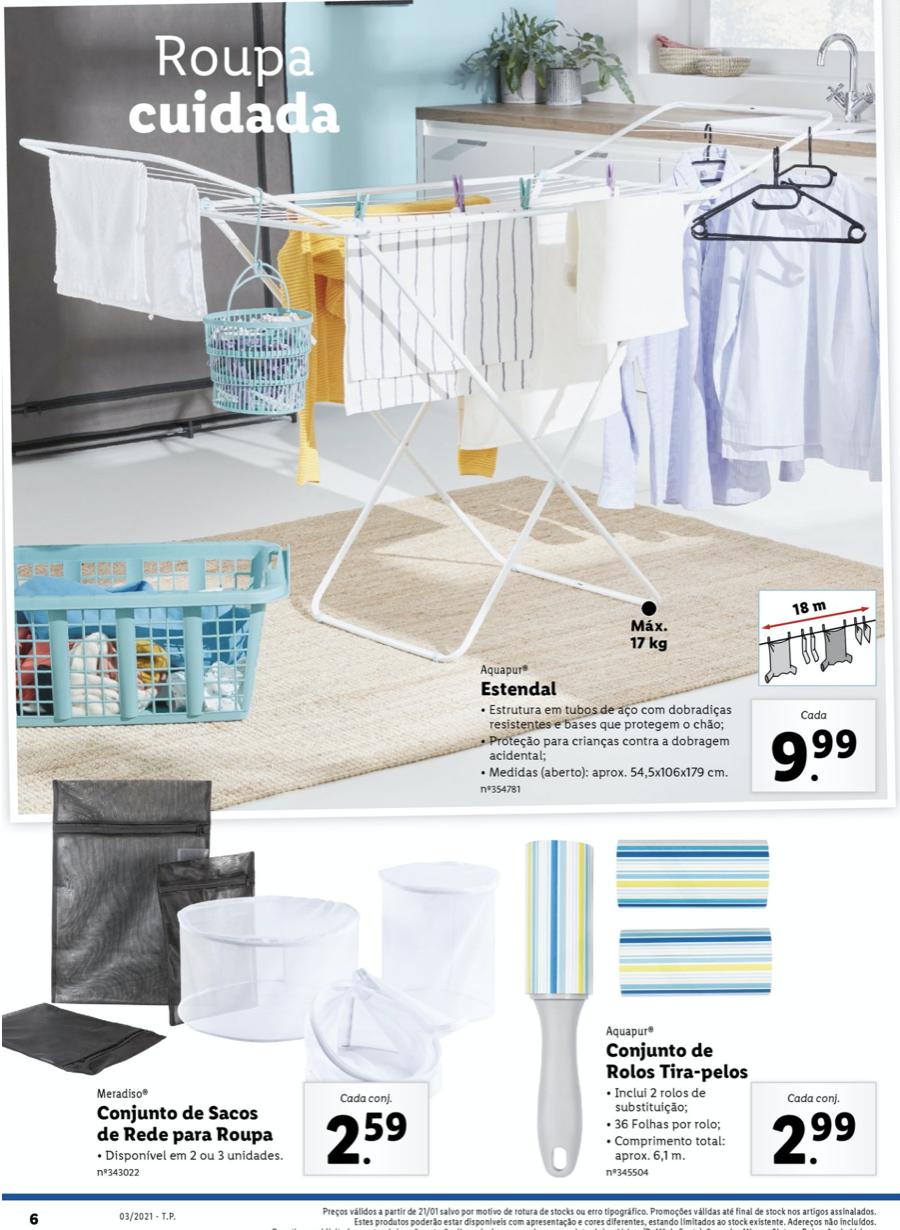 Roupa
cuidada
Máx.
17 kg
18 m
Aquapur®
Estendal
• Estrutura em tubos de aço com dobradiças
resistentes e bases que protegem o chão;
• Proteção para crianças contra a dobragem
acidental;
• Medidas (aberto): aprox. 54,5x106x179 cm.
nº354781
Cada
9.99
Meradiso®
Conjunto de Sacos
de Rede para Roupa
• Disponível em 2 ou 3 unidades.
nº343022
Cada conj.
2.59
Aquapur®
Conjunto de
Rolos Tira-pelos
• Inclui 2 rolos de
substituição;
• 36 Folhas por rolo;
• Comprimento total:
aprox. 6,1 m.
nº345504
Cada conj.
2.99
6
03/2021 - T.P.
Preços válidos a partir de 21/01 salvo por motivo de rotura de stocks ou erro tipográfico. Promoções válidas até final de stock nos artigos assinalados.
Estes produtos poderão estar disponíveis com apresentação e cores diferentes, estando limitados ao stock existente. Adereços não incluídos.